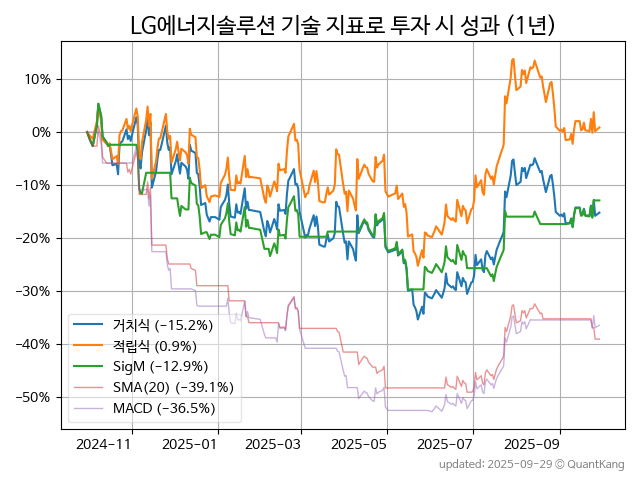 LG에너지솔루션 기술 지표로 투자 시 성과 (1년)
10%
0%
−10%
−20%
−30%
−40%
−50%
거치식 (−15.2%)
적립식 (0.9%)
SigM (−12.9%)
SMA(20) (−39.1%)
MACD (−36.5%)
2024−11
2025−01
2025−03
2025−05
2025−07
2025−09
updated: 2025-09-29 © QuantKang